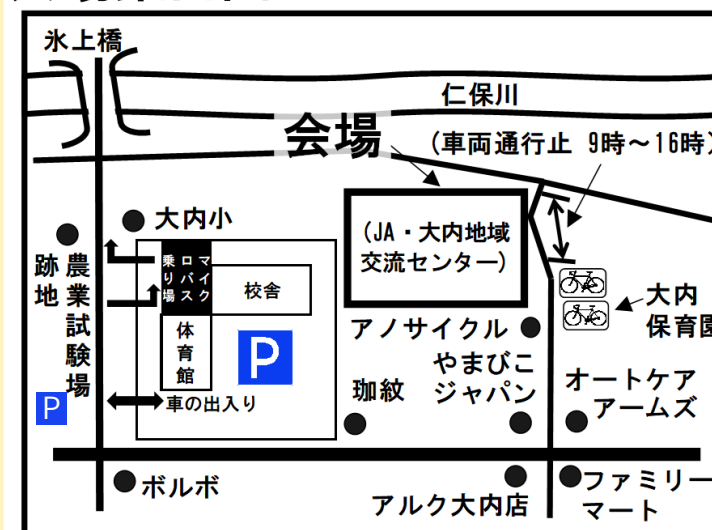 氷上橋
仁保川
会場
(車両通行止 9時～16時)
大内小
(JA・大内地域
交流センター)
マイク
ロバス
乗り場
校舎
体育館
P
農業試験場
跡地
P
車の出入り
大内
保育園
アノサイクル
やまびこ
ジャパン
珈紋
オートケア
アームズ
ボルボ
アルク大内店
ファミリー
マート